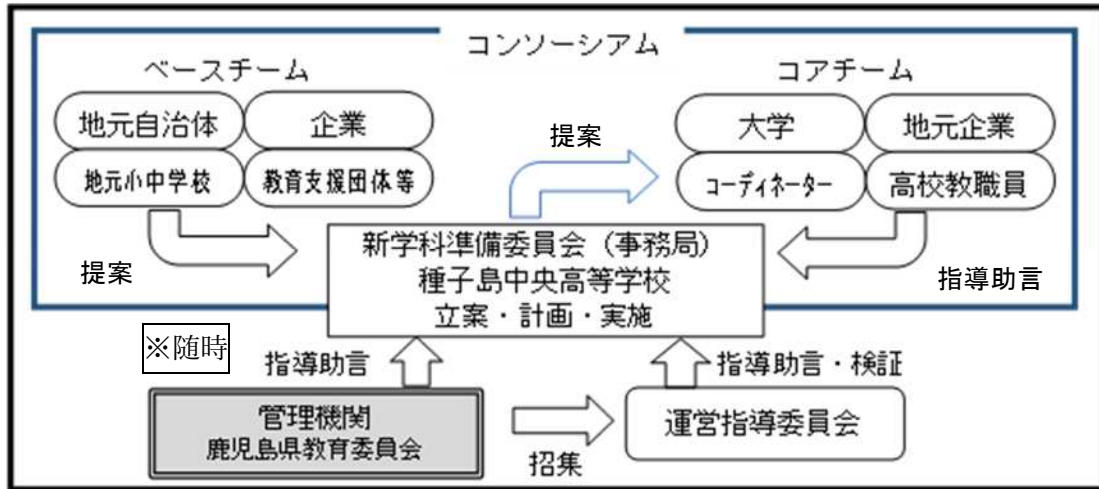 コンソーシアム
ベースチーム
コアチーム
地元自治体
企業
地元小中学校
教育支援団体等
提案
大学
地元企業
コーディネーター
高校教職員
提案
新学科準備委員会（事務局）
種子島中央高等学校
立案・計画・実施
指導助言
※随時
指導助言
指導助言・検証
管理機関
鹿児島県教育委員会
招集
運営指導委員会